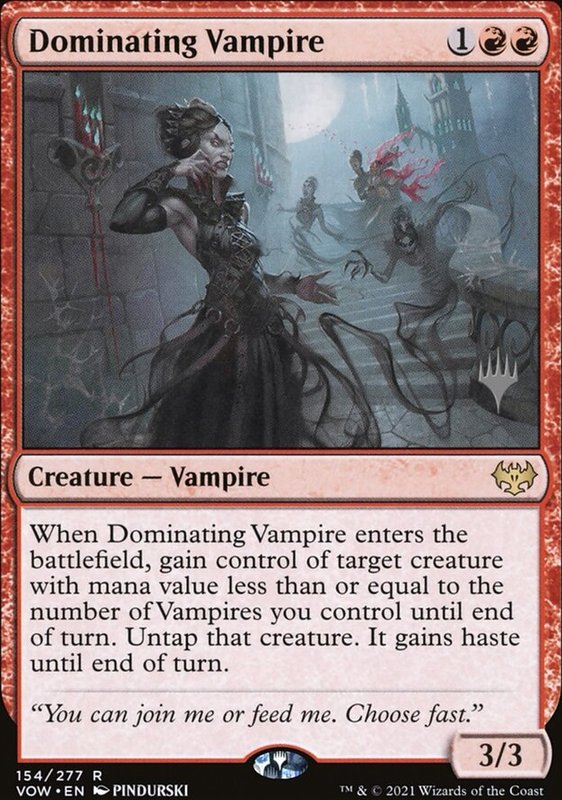 Dominating Vampire
1
Creature — Vampire
When Dominating Vampire enters the
battlefield, gain control of target creature
with mana value less than or equal to the
number of Vampires you control until end
of turn. Untap that creature. It gains haste
until end of turn.
“You can join me or feed me. Choose fast.”
3/3
154/277 R
VOW • EN PINDURSKI
™ & © 2021 Wizards of the Coast